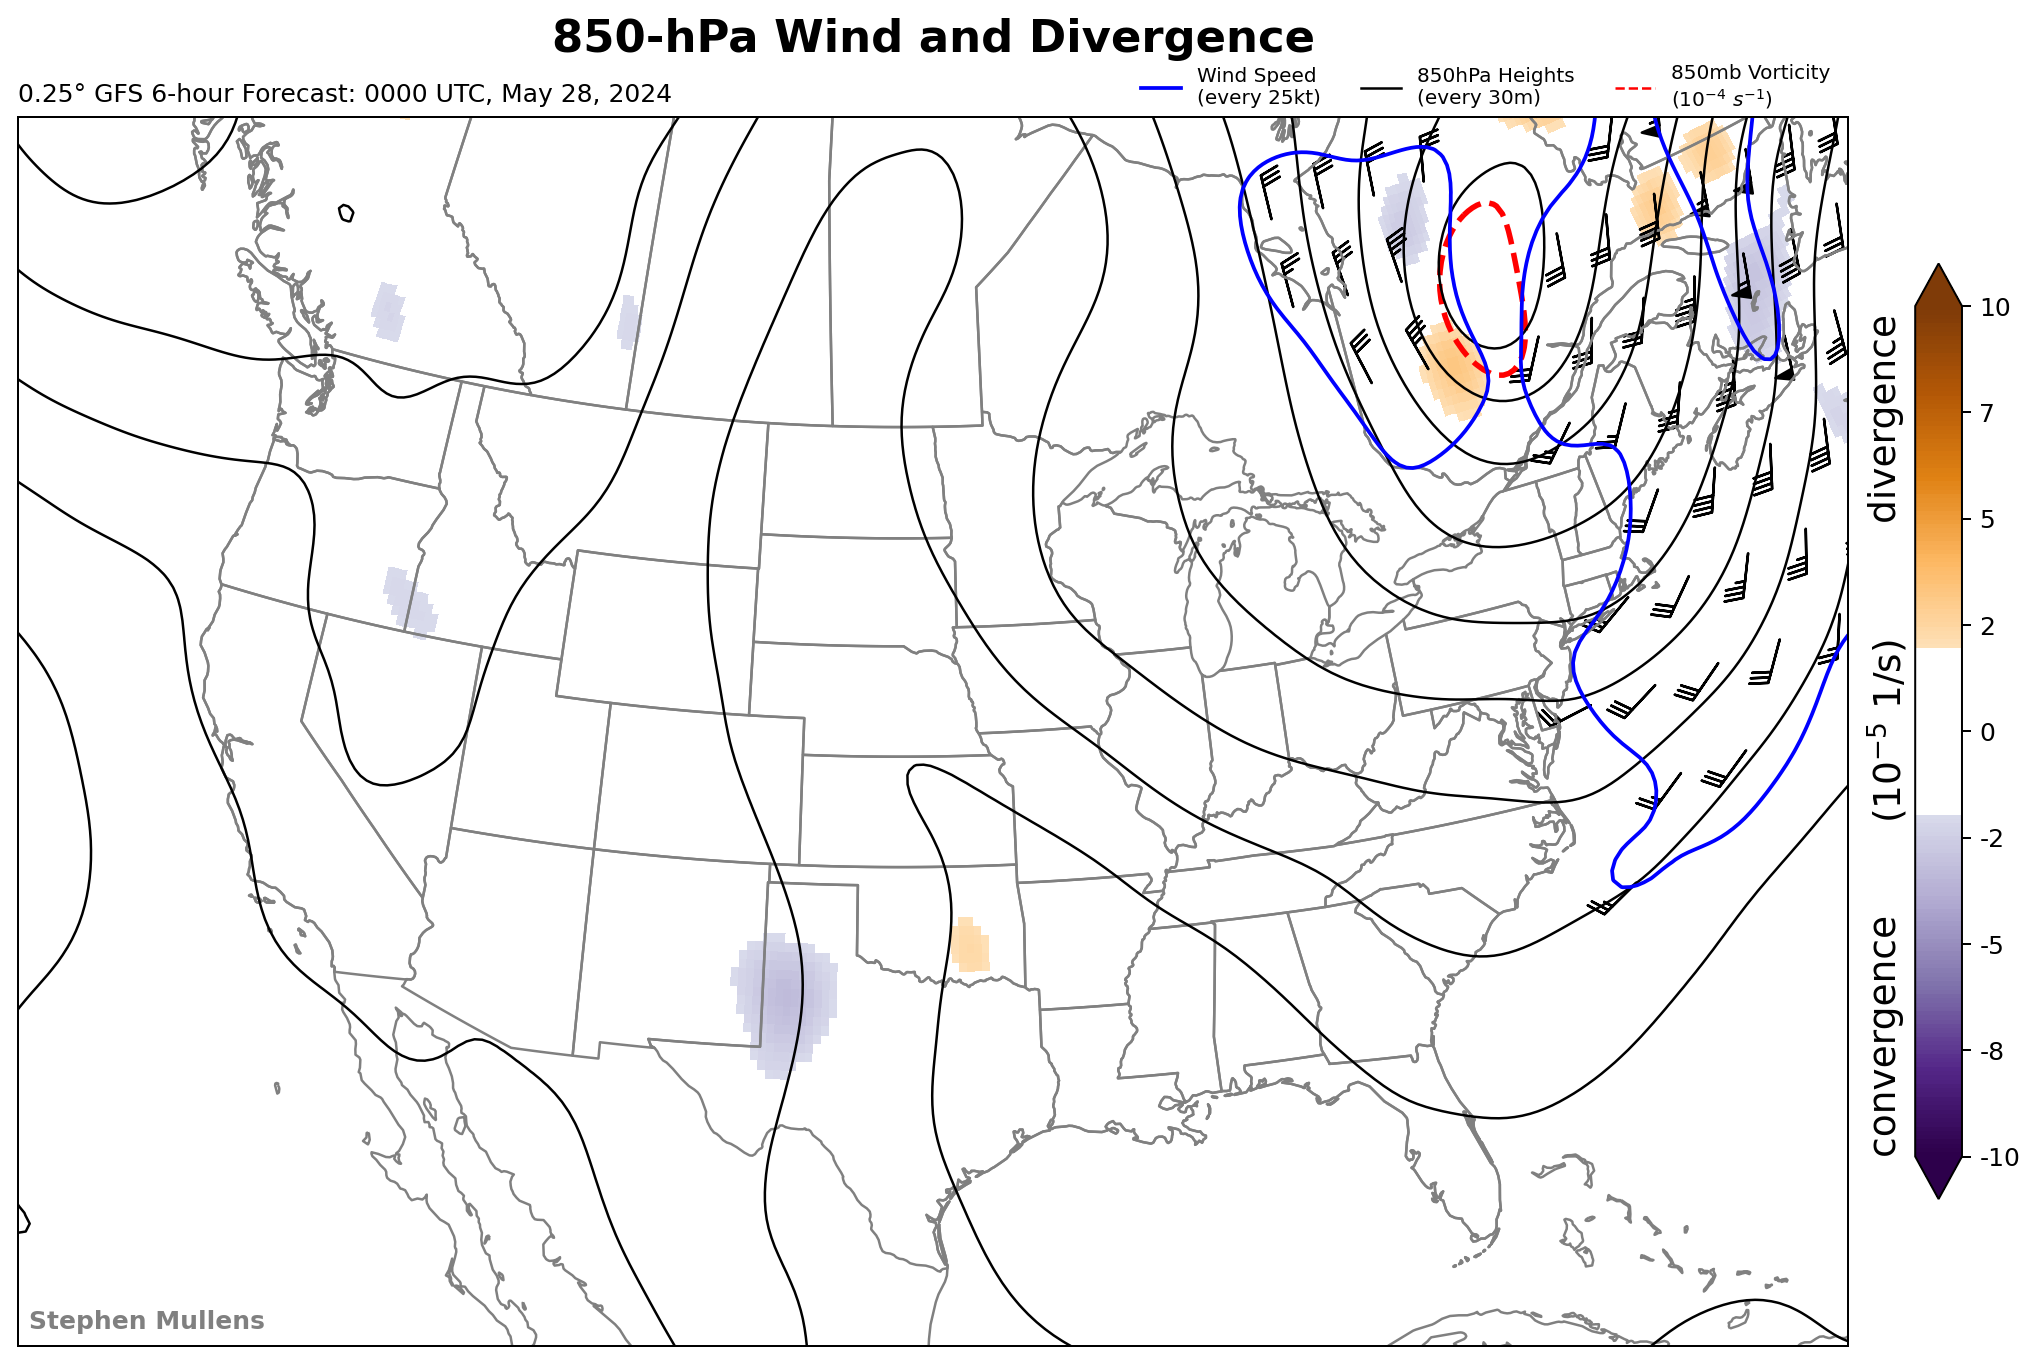 850-hPa Wind and Divergence
0.25° GFS 6-hour Forecast: 0000 UTC, May 28, 2024
Wind Speed
(every 25kt)
850hPa Heights
(every 30m)
850mb Vorticity
(10⁻⁴ s⁻¹)
10
7
5
2
0
-2
-5
-8
-10
convergence (10⁻⁵ 1/s) divergence
Stephen Mullens